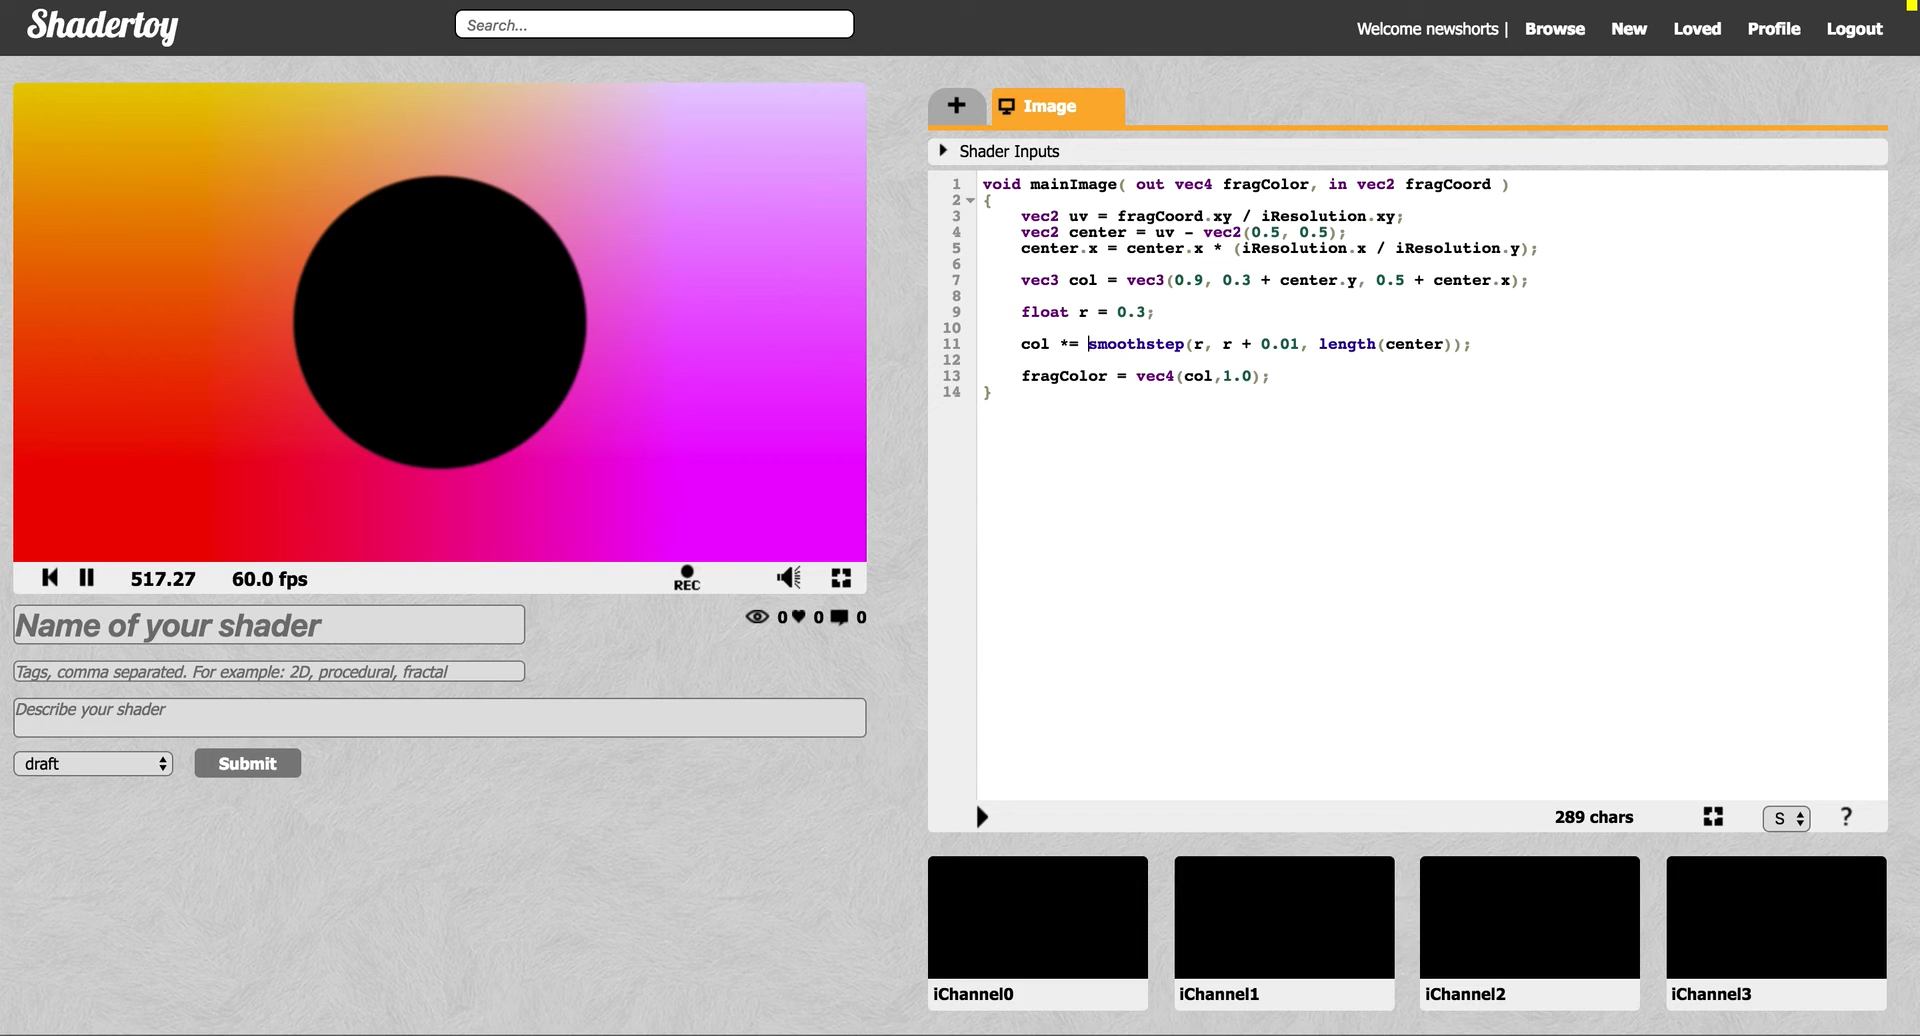 Shadertoy
Search...
Welcome newshorts |
Browse
New
Loved
Profile
Logout
517.27
60.0 fps
REC
0
0
0
Name of your shader
Tags, comma separated. For example: 2D, procedural, fractal
Describe your shader
draft
Submit
+
Image
Shader Inputs
1 void mainImage( out vec4 fragColor, in vec2 fragCoord )
2 {
3 vec2 uv = fragCoord.xy / iResolution.xy;
4 vec2 center = uv - vec2(0.5, 0.5);
5 center.x = center.x * (iResolution.x / iResolution.y);
6
7 vec3 col = vec3(0.9, 0.3 + center.y, 0.5 + center.x);
8
9 float r = 0.3;
10
11 col *= smoothstep(r, r + 0.01, length(center));
12
13 fragColor = vec4(col,1.0);
14 }
289 chars
S
?
iChannel0
iChannel1
iChannel2
iChannel3